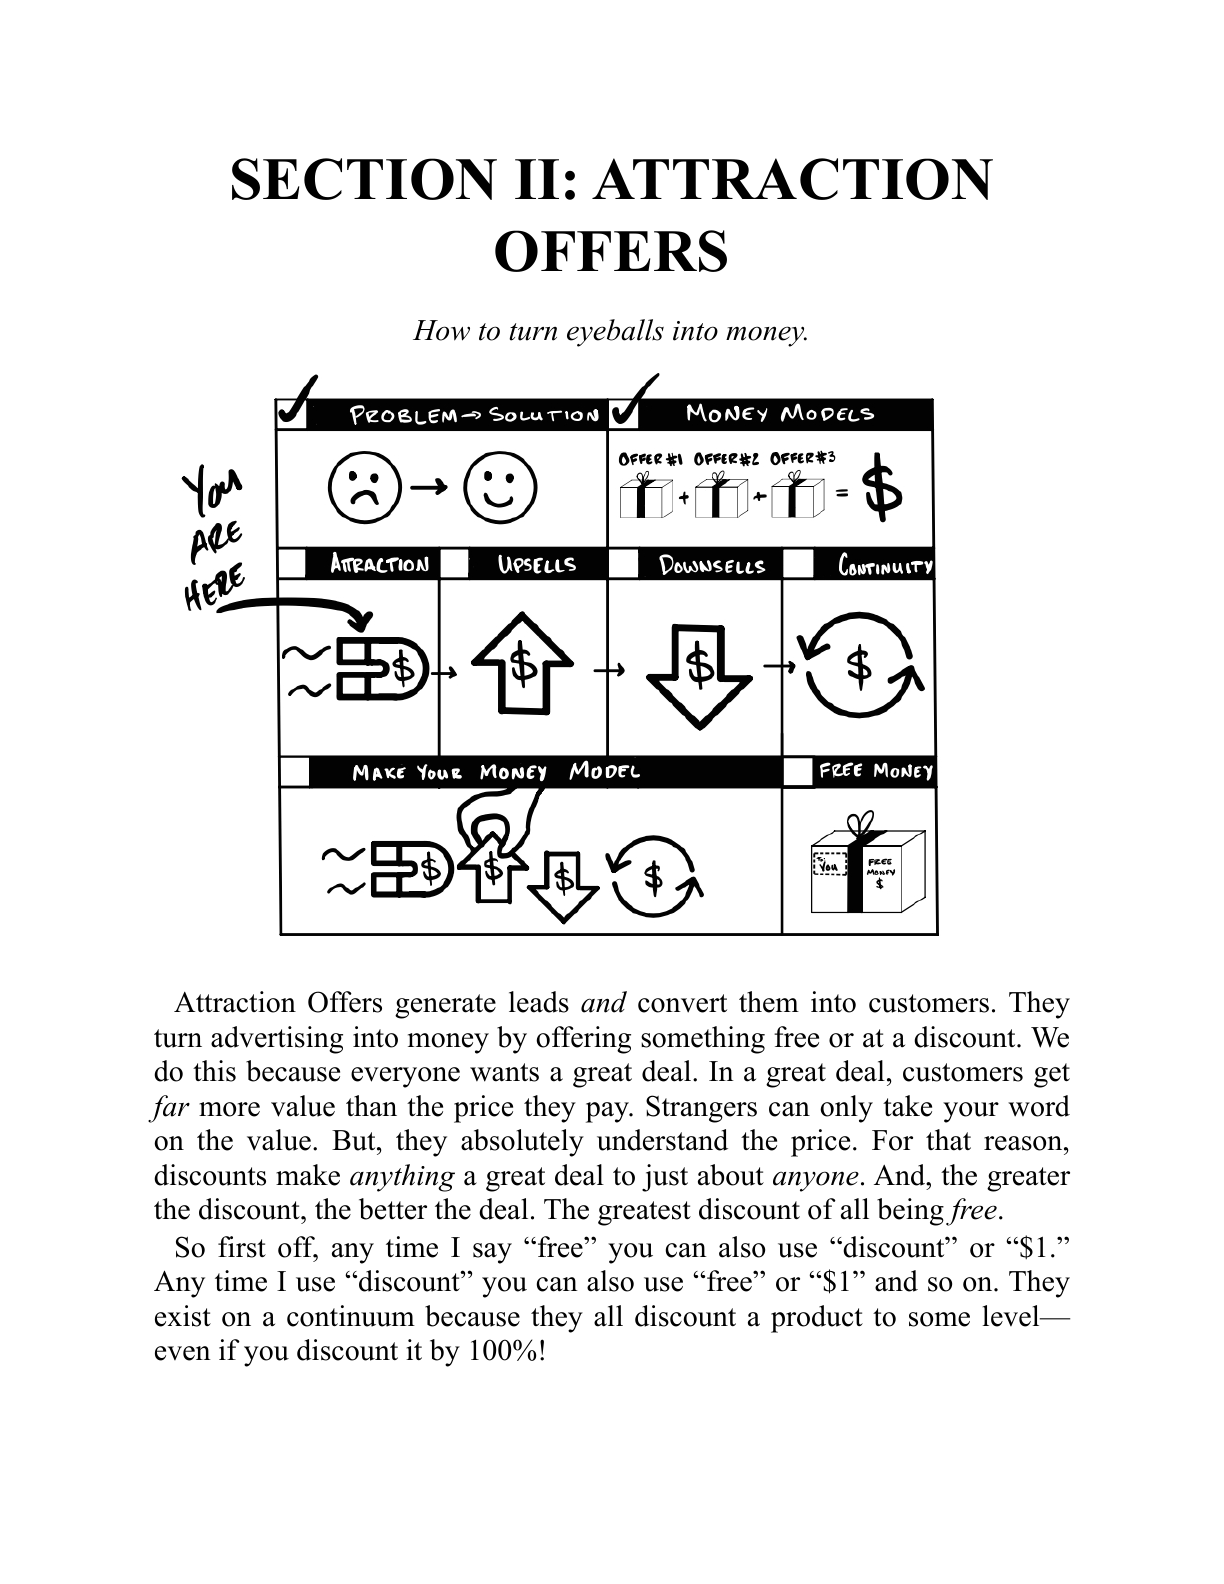 SECTION II: ATTRACTION
OFFERS
How to turn eyeballs into money.
PROBLEM → SOLUTION
MONEY MODELS
OFFER #1 OFFER #2 OFFER #3
+ + = $
YOU
ARE
HERE
ATTRACTION
UPSELLS
DOWNSELLS
CONTINUITY
$ $ $ $
MAKE YOUR MONEY MODEL
FREE MONEY
$ $ $ $
TO:
YOU
FREE
MONEY
$
Attraction Offers generate leads and convert them into customers. They
turn advertising into money by offering something free or at a discount. We
do this because everyone wants a great deal. In a great deal, customers get
far more value than the price they pay. Strangers can only take your word
on the value. But, they absolutely understand the price. For that reason,
discounts make anything a great deal to just about anyone. And, the greater
the discount, the better the deal. The greatest discount of all being free.
So first off, any time I say “free” you can also use “discount” or “$1.”
Any time I use “discount” you can also use “free” or “$1” and so on. They
exist on a continuum because they all discount a product to some level—
even if you discount it by 100%!